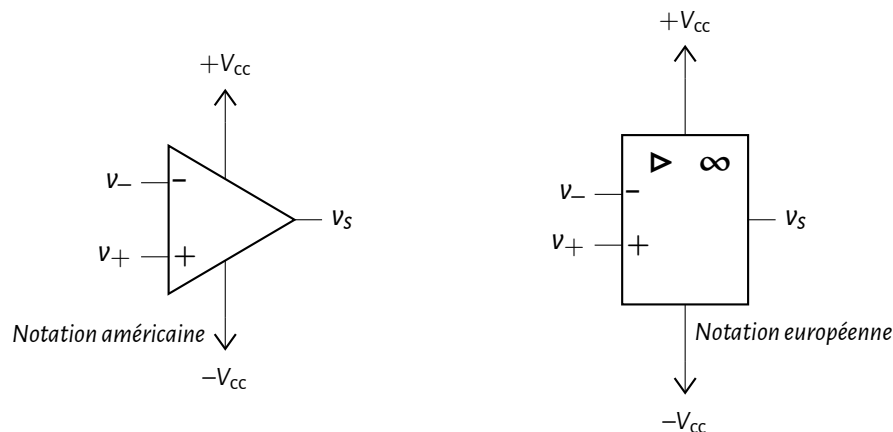 +Vcc
v−
-
v+
+
vs
Notation américaine
–Vcc
+Vcc
▷ ∞
v−
-
v+
+
vs
Notation européenne
–Vcc